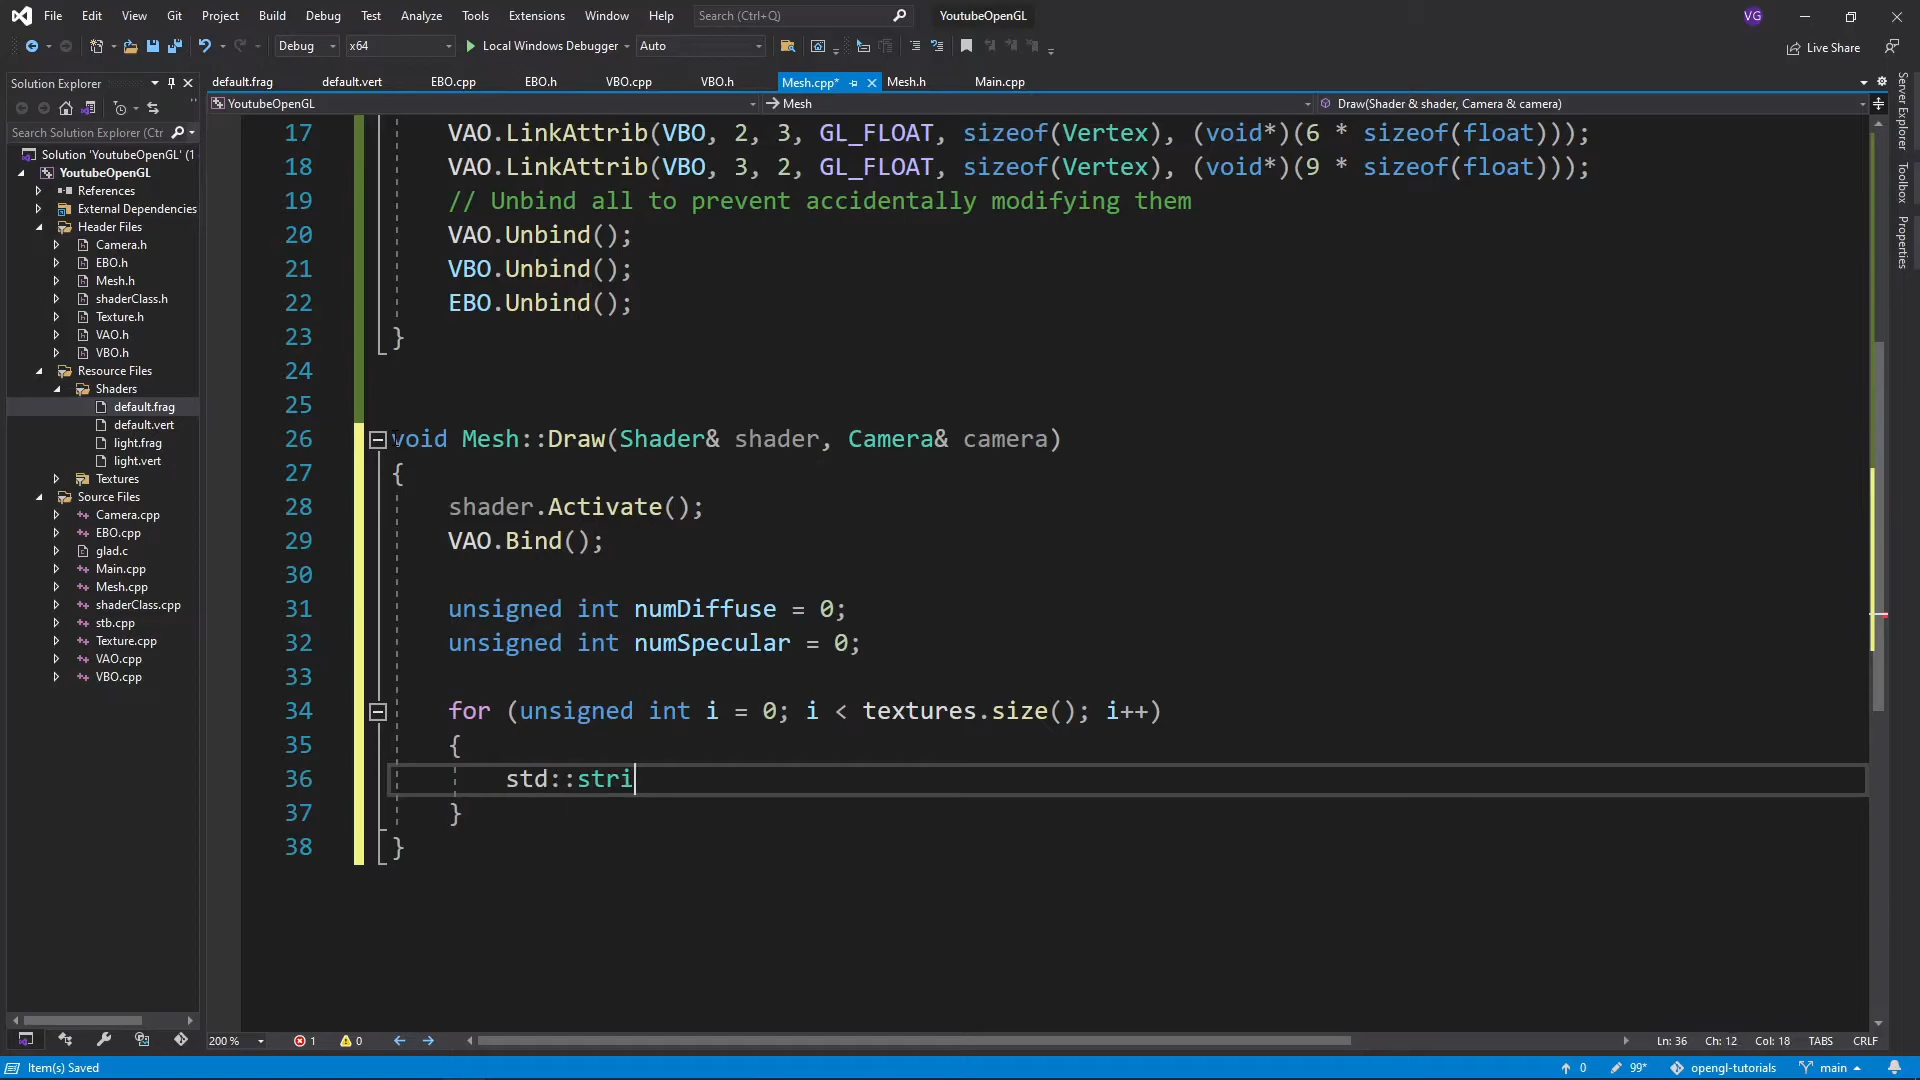 File Edit View Git Project Build Debug Test Analyze Tools Extensions Window Help Search (Ctrl+Q) YoutubeOpenGL VG
Debug x64 Local Windows Debugger Auto Live Share
Solution Explorer
default.frag default.vert EBO.cpp EBO.h VBO.cpp VBO.h Mesh.cpp* Mesh.h Main.cpp
YoutubeOpenGL Mesh Draw(Shader & shader, Camera & camera)
Search Solution Explorer (Ctr
Solution 'YoutubeOpenGL' (1
YoutubeOpenGL
References
External Dependencies
Header Files
Camera.h
EBO.h
Mesh.h
shaderClass.h
Texture.h
VAO.h
VBO.h
Resource Files
Shaders
default.frag
default.vert
light.frag
light.vert
Textures
Source Files
Camera.cpp
EBO.cpp
glad.c
Main.cpp
Mesh.cpp
shaderClass.cpp
stb.cpp
Texture.cpp
VAO.cpp
VBO.cpp
17 VAO.LinkAttrib(VBO, 2, 3, GL_FLOAT, sizeof(Vertex), (void*)(6 * sizeof(float)));
18 VAO.LinkAttrib(VBO, 3, 2, GL_FLOAT, sizeof(Vertex), (void*)(9 * sizeof(float)));
19 // Unbind all to prevent accidentally modifying them
20 VAO.Unbind();
21 VBO.Unbind();
22 EBO.Unbind();
23 }
24
25
26 void Mesh::Draw(Shader& shader, Camera& camera)
27 {
28 shader.Activate();
29 VAO.Bind();
30
31 unsigned int numDiffuse = 0;
32 unsigned int numSpecular = 0;
33
34 for (unsigned int i = 0; i < textures.size(); i++)
35 {
36 std::stri
37 }
38 }
Server Explorer
Toolbox
Properties
200 % 1 0 Ln: 36 Ch: 12 Col: 18 TABS CRLF
Item(s) Saved 0 99* opengl-tutorials main